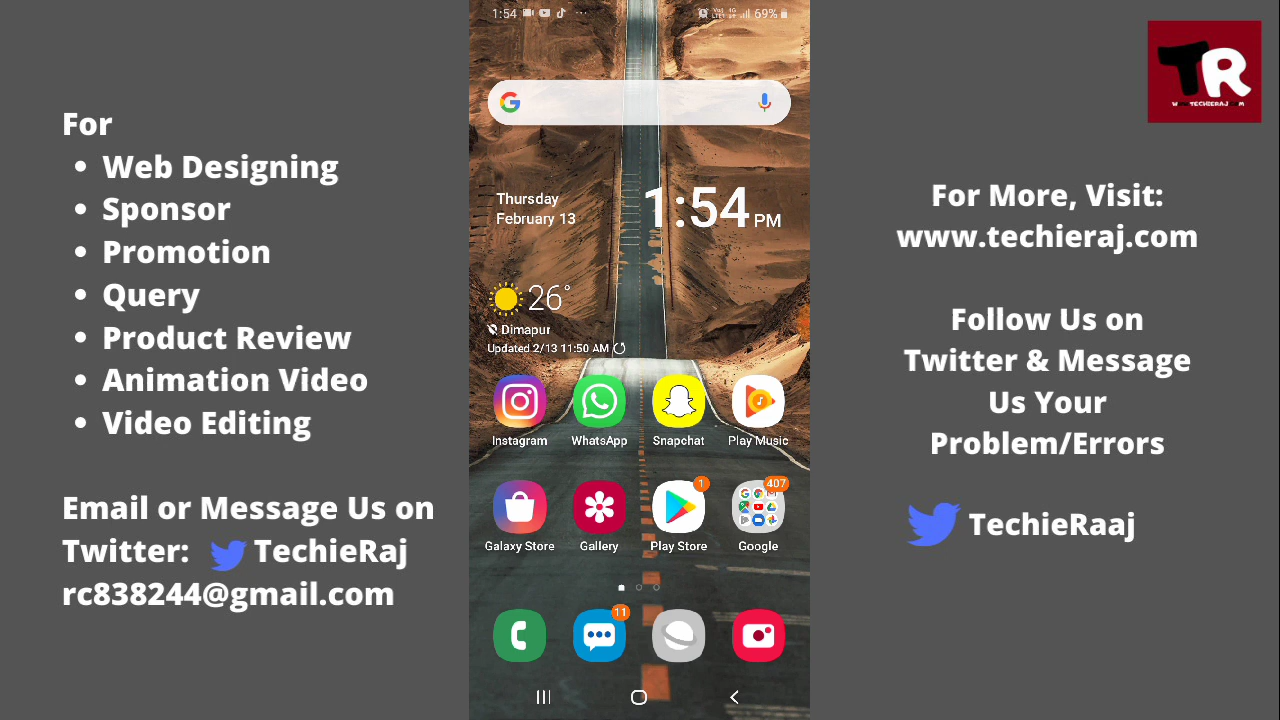 For
• Web Designing
• Sponsor
• Promotion
• Query
• Product Review
• Animation Video
• Video Editing
Email or Message Us on
Twitter: TechieRaj
rc838244@gmail.com
1:54
69%
Thursday
February 13
1:54 PM
26°
Dimapur
Updated 2/13 11:50 AM
Instagram
WhatsApp
Snapchat
Play Music
1
407
Galaxy Store
Gallery
Play Store
Google
11
TR
For More, Visit:
www.techieraj.com
Follow Us on
Twitter & Message
Us Your
Problem/Errors
TechieRaaj